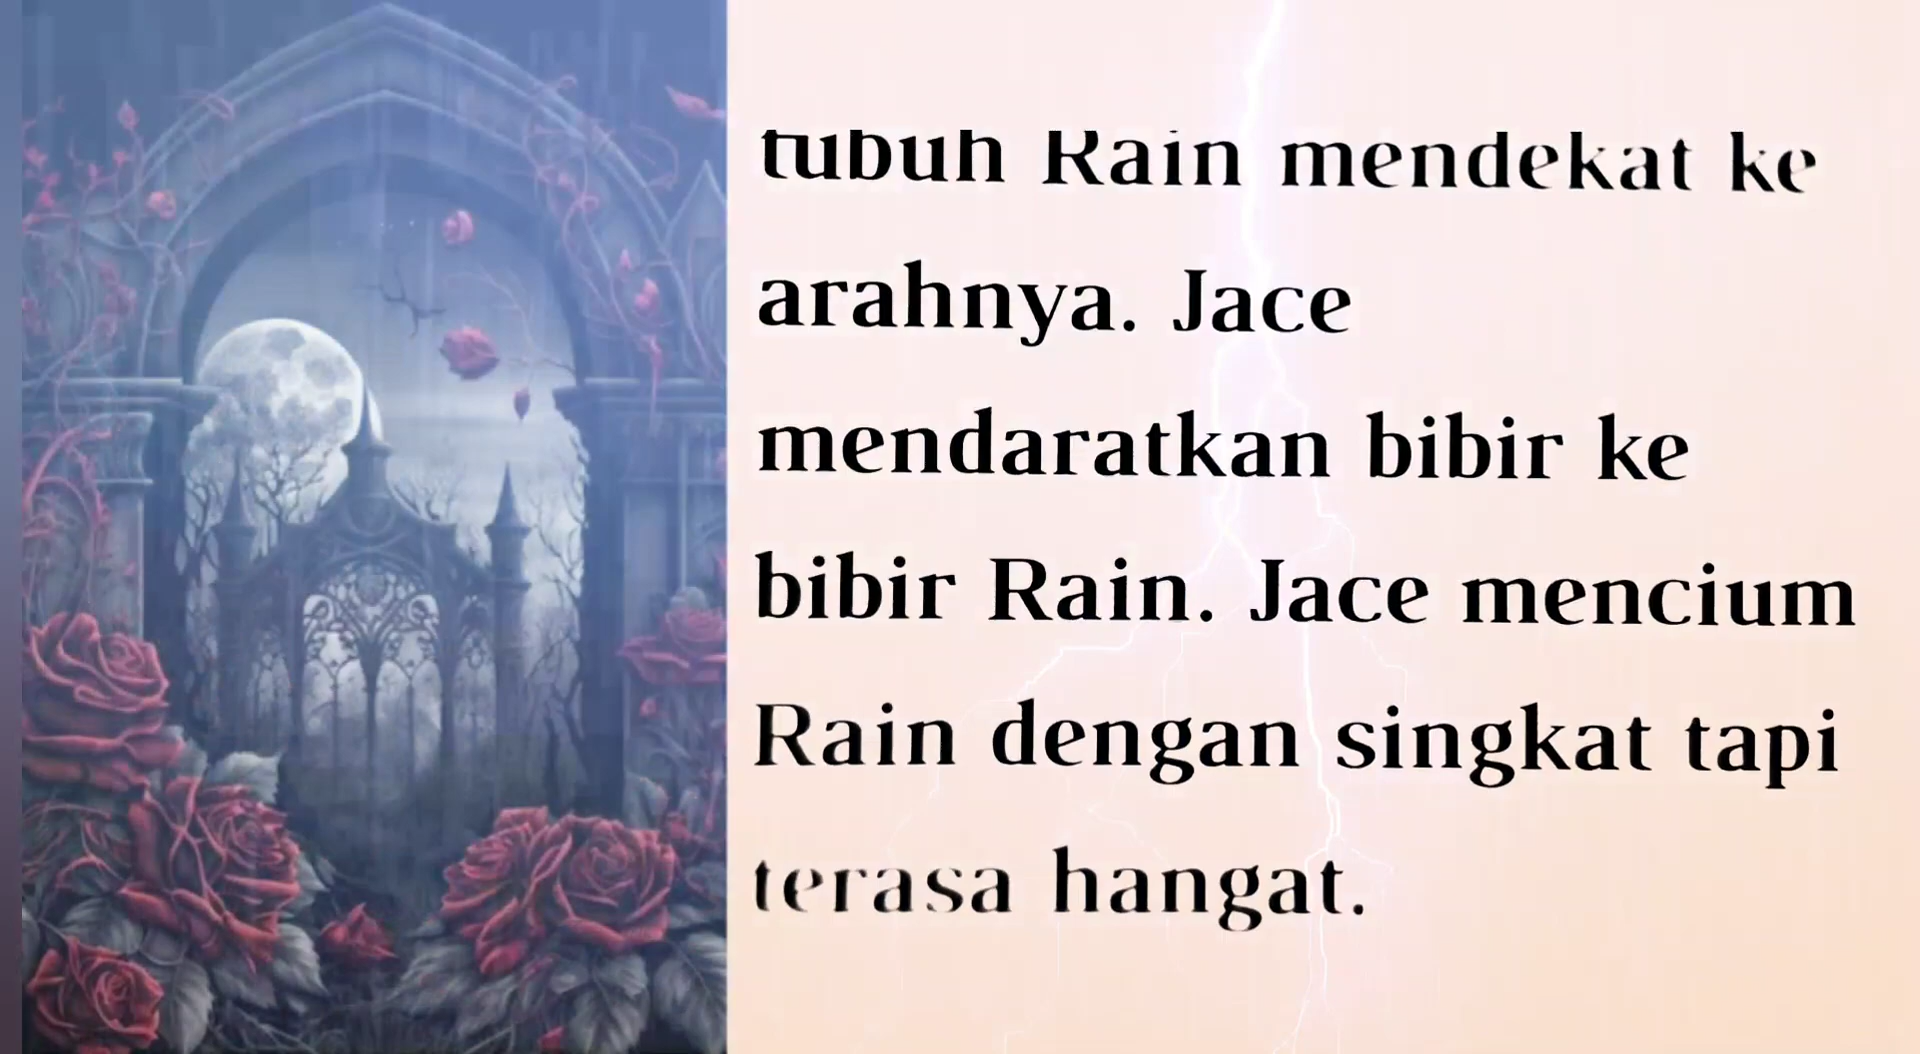 tubuh Rain mendekat ke
arahnya. Jace
mendaratkan bibir ke
bibir Rain. Jace mencium
Rain dengan singkat tapi
terasa hangat.